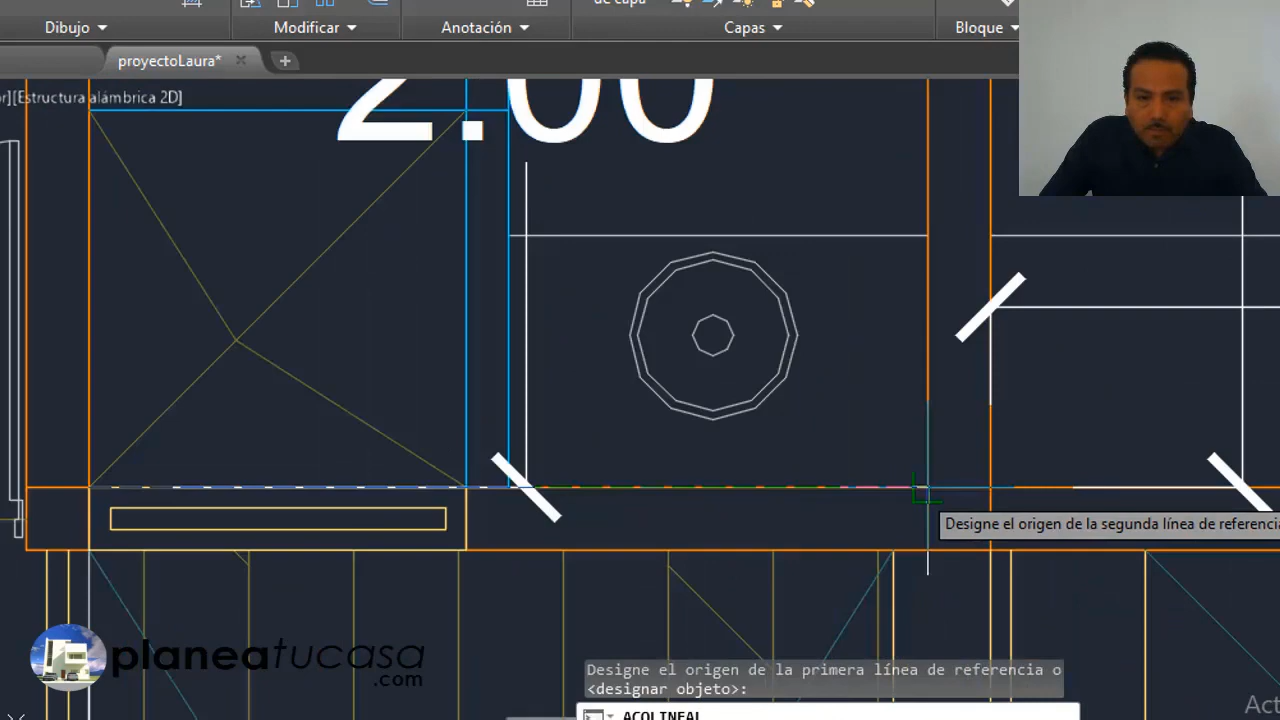 de capa
Dibujo
Modificar
Anotación
Capas
Bloque
proyectoLaura*
][Estructura alámbrica 2D]
2.00
Designe el origen de la segunda línea de
planeatucasa
.com
Designe el origen de la primera línea de referencia o
<designar objeto>:
ACOLINEAL